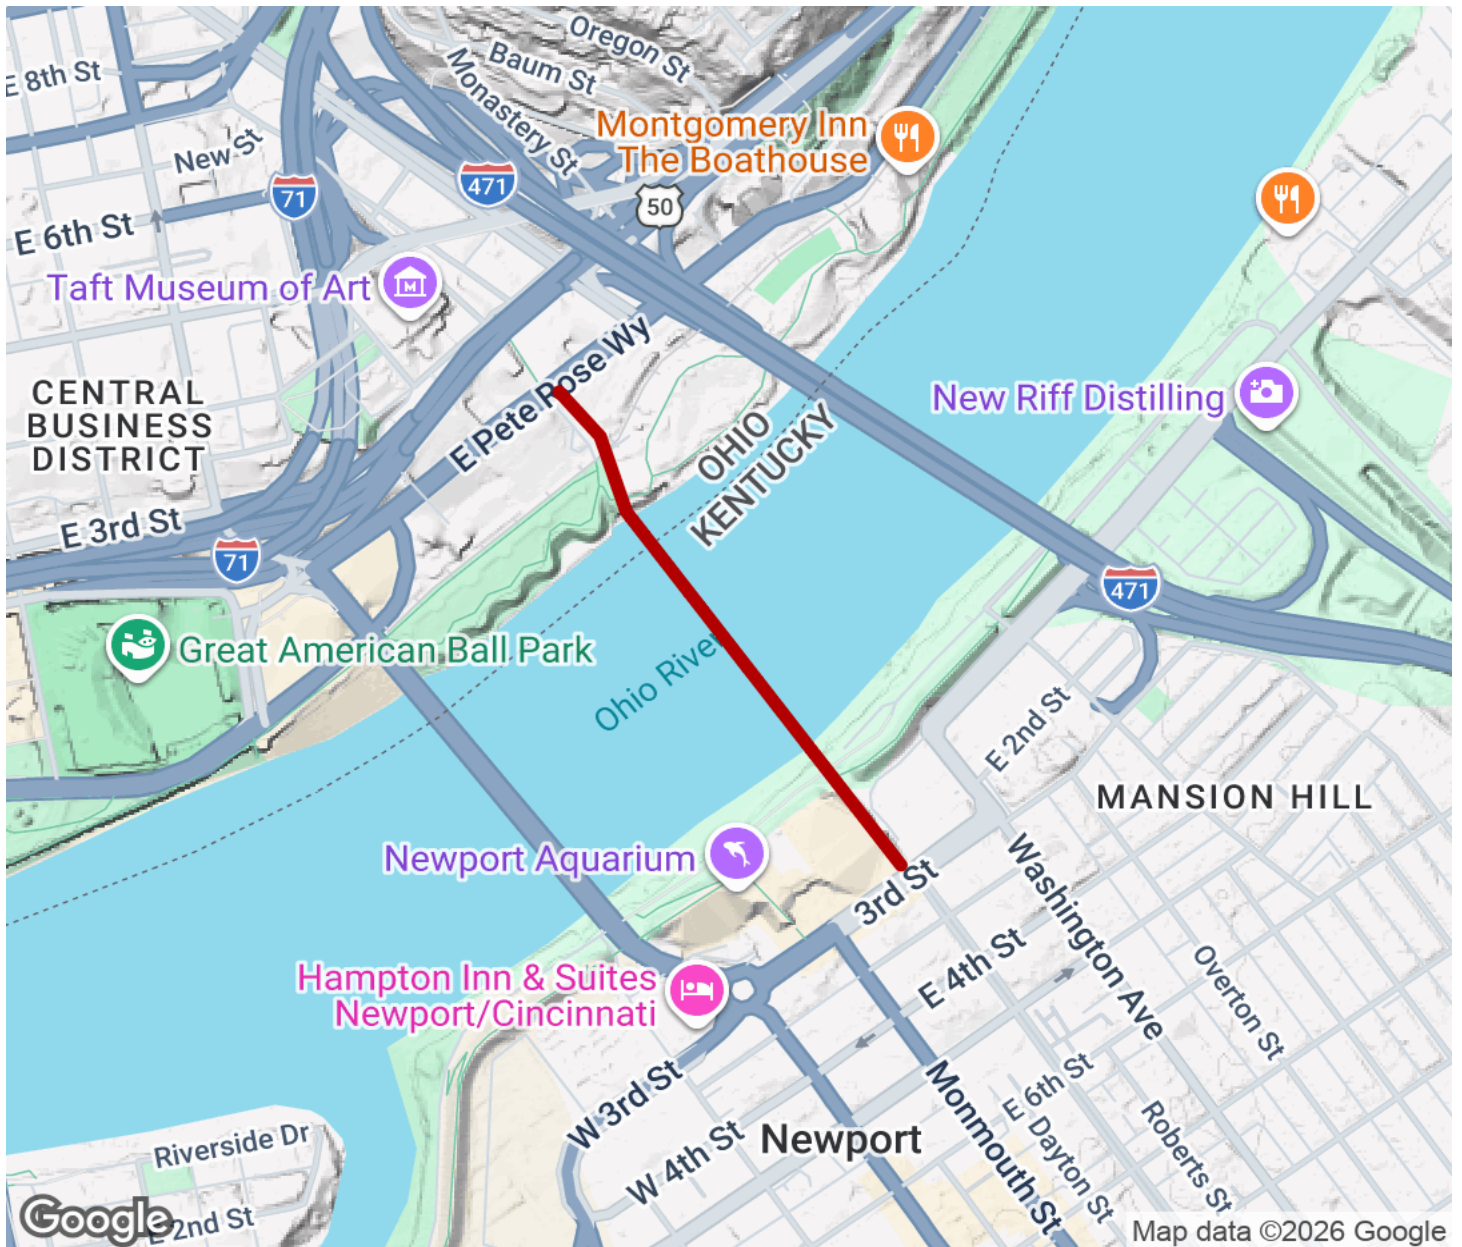 Oregon St
Baum St
Monastery St
E 8th St
New St
Montgomery Inn
The Boathouse
71
471
50
E 6th St
Taft Museum of Art
M
E Pete Rose Wy
CENTRAL
BUSINESS
DISTRICT
New Riff Distilling
OHIO
KENTUCKY
E 3rd St
71
471
Great American Ball Park
Ohio River
E 2nd St
MANSION HILL
Newport Aquarium
3rd St
Washington Ave
E 4th St
Overton St
Hampton Inn & Suites
Newport/Cincinnati
W 3rd St
Monmouth St
E 6th St
Roberts St
Dayton St
W 4th St
Newport
Riverside Dr
E 2nd St
Google
Map data ©2026 Google